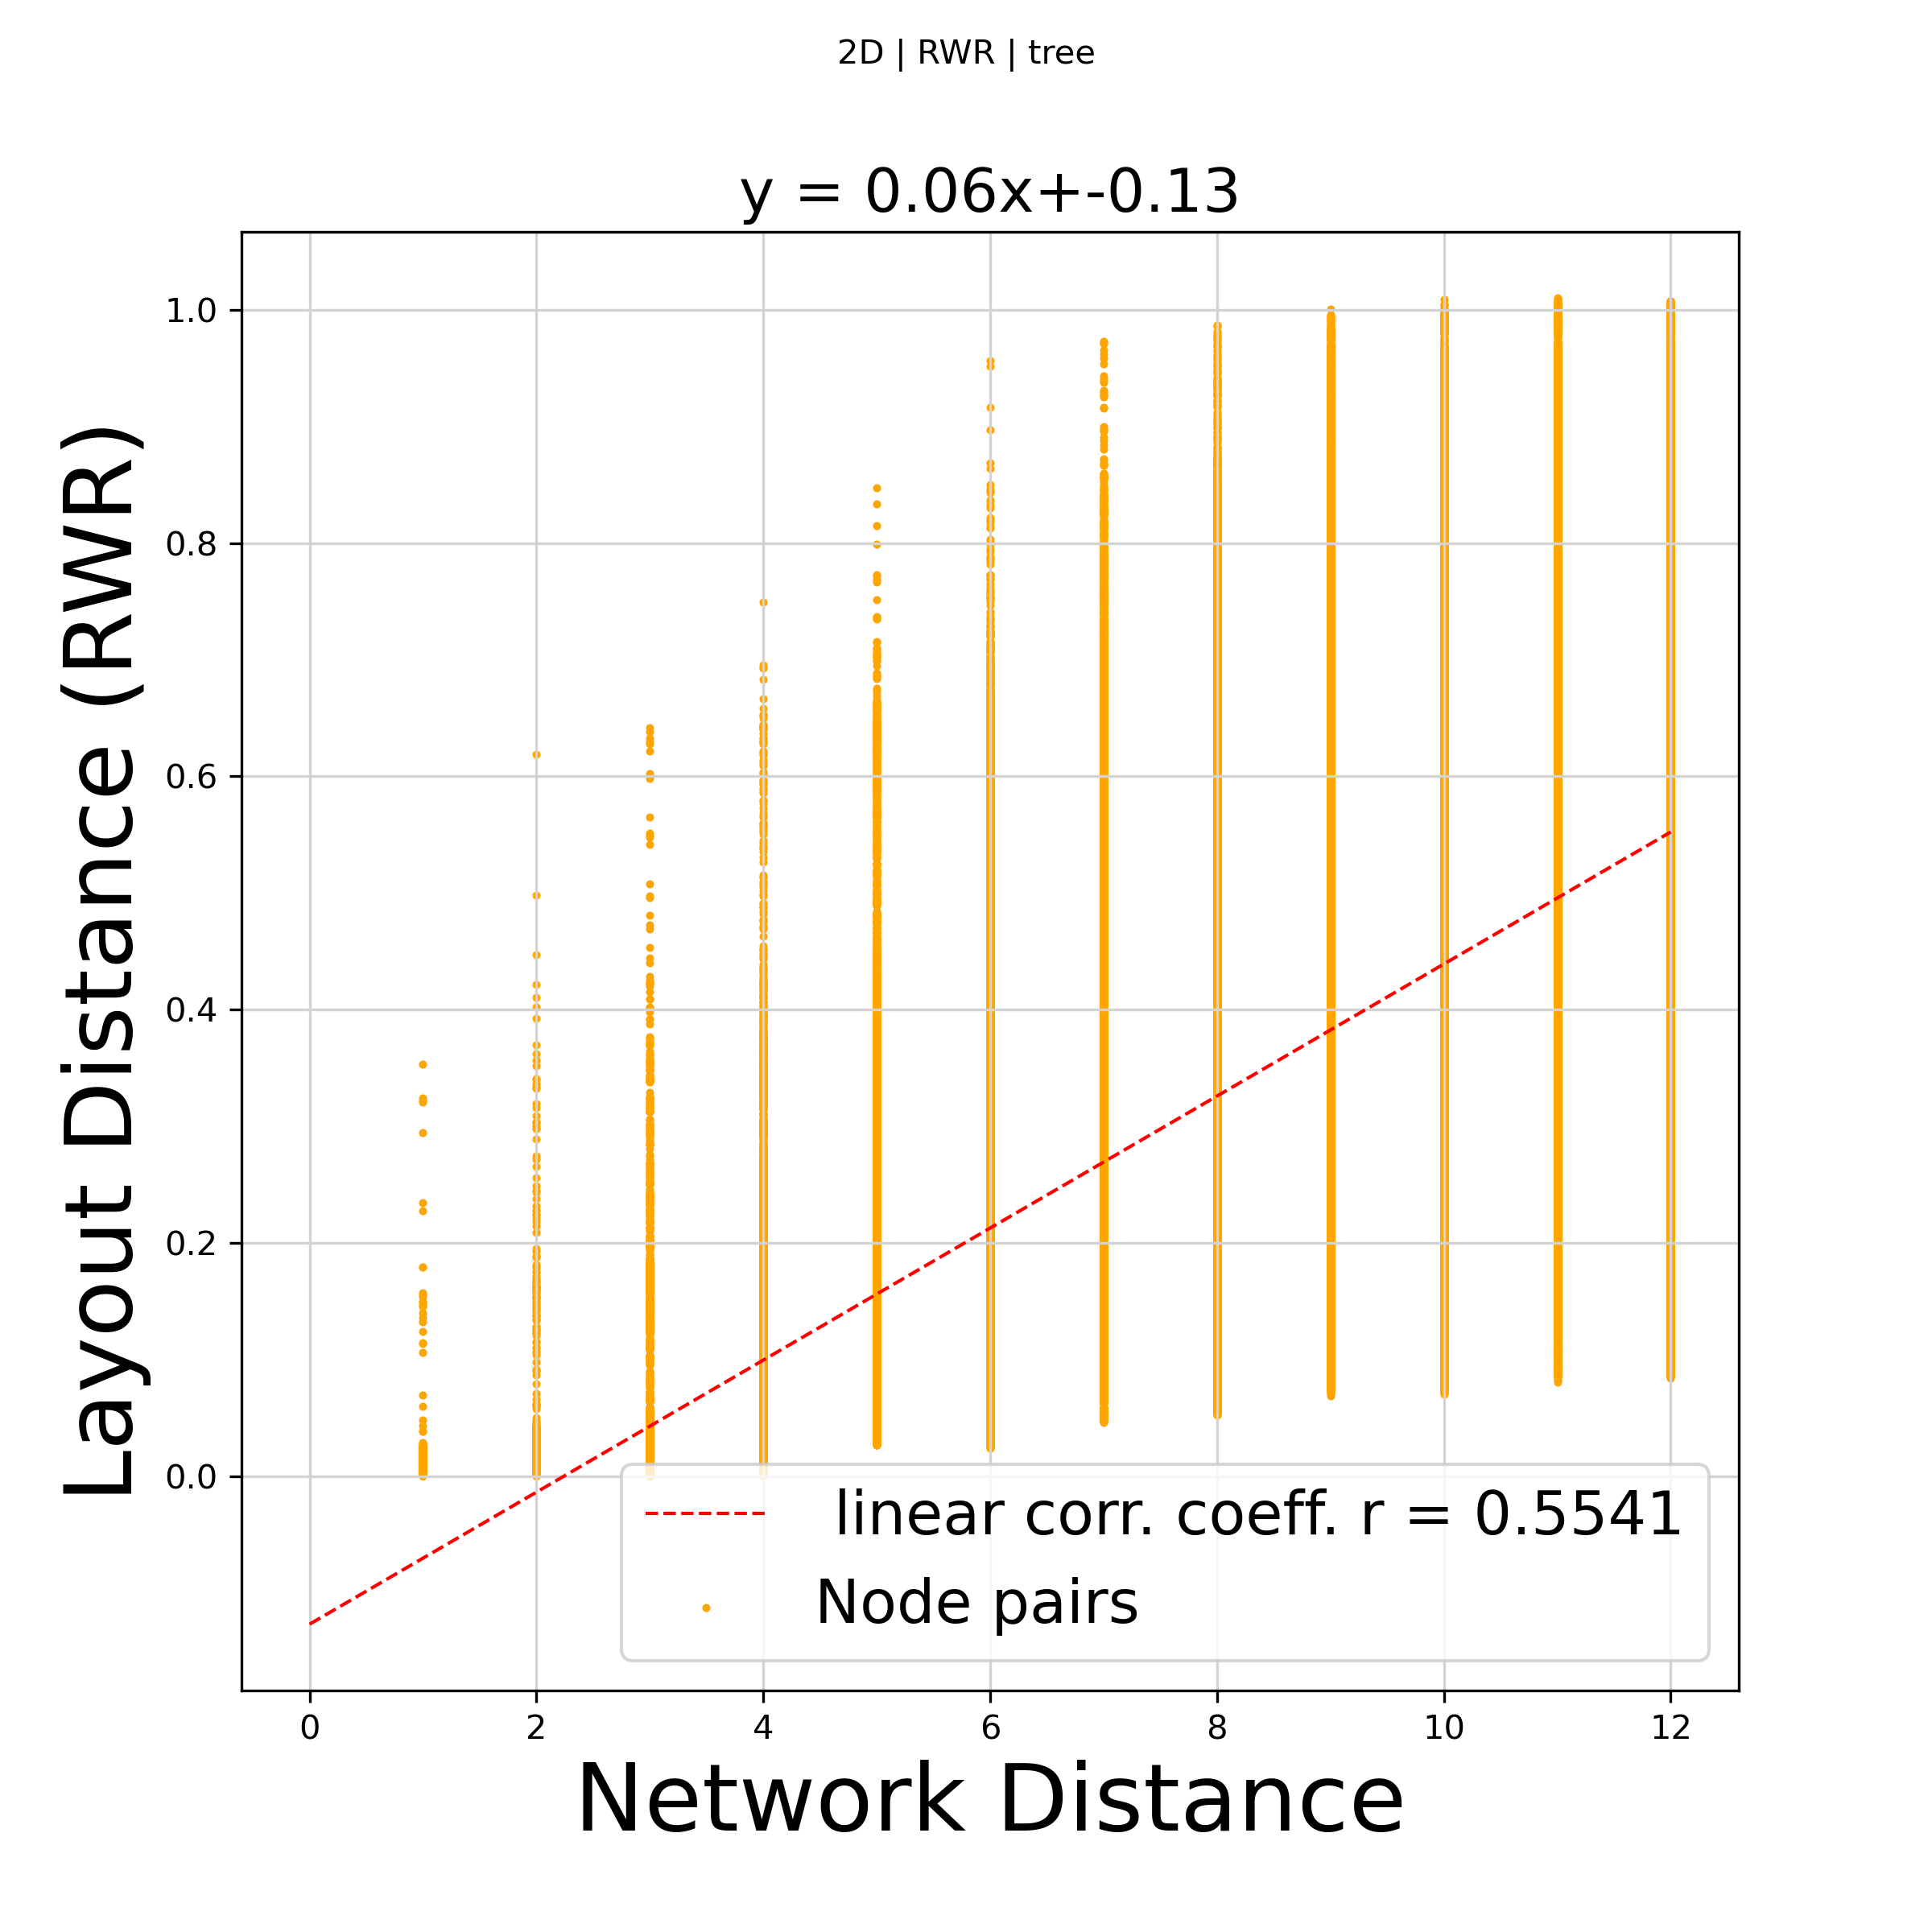 2D | RWR | tree
y = 0.06x+-0.13
Layout Distance (RWR)
1.0
0.8
0.6
0.4
0.2
0.0
linear corr. coeff. r = 0.5541
Node pairs
0 2 4 6 8 10 12
Network Distance